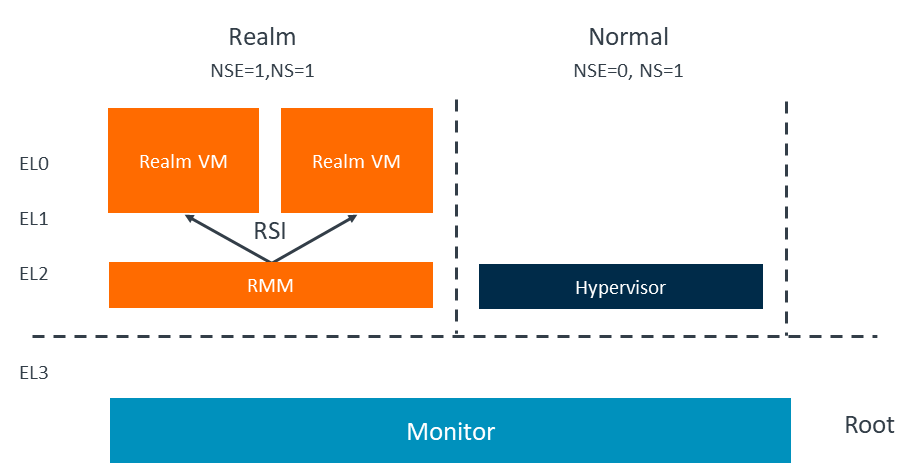 Realm
Normal
NSE=1,NS=1
NSE=0, NS=1
EL0
Realm VM
Realm VM
EL1
RSI
EL2
RMM
Hypervisor
EL3
Monitor
Root